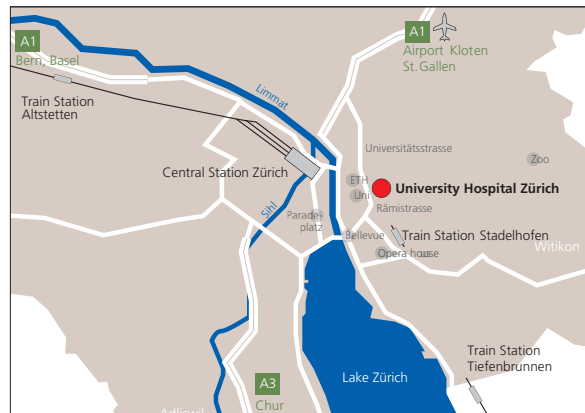 A1
Bern, Basel
A1
Airport Kloten
St. Gallen
Train Station
Altstetten
Limmat
Universitätsstrasse
Zoo
Central Station Zürich
ETH
Uni
University Hospital Zürich
Rämistrasse
Sihl
Parade-
platz
Bellevue
Train Station Stadelhofen
Opera house
Witikon
Train Station
Tiefenbrunnen
Lake Zürich
A3
Chur
Adliswil